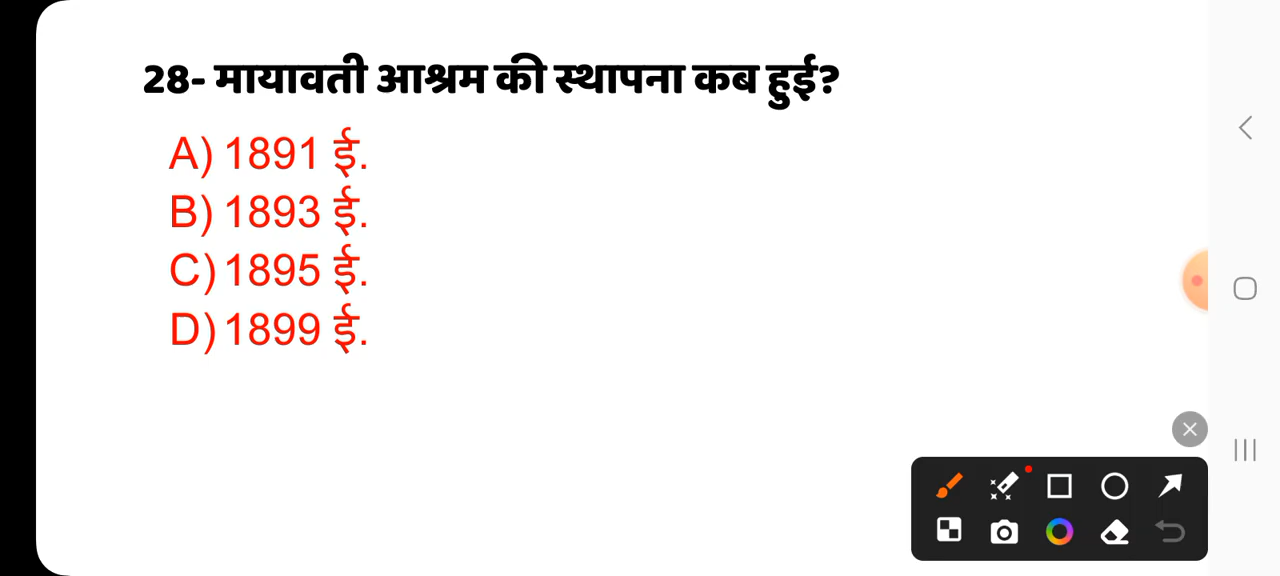 28- मायावती आश्रम की स्थापना कब हुई?
A) 1891 ई.
B) 1893 ई.
C) 1895 ई.
D) 1899 ई.